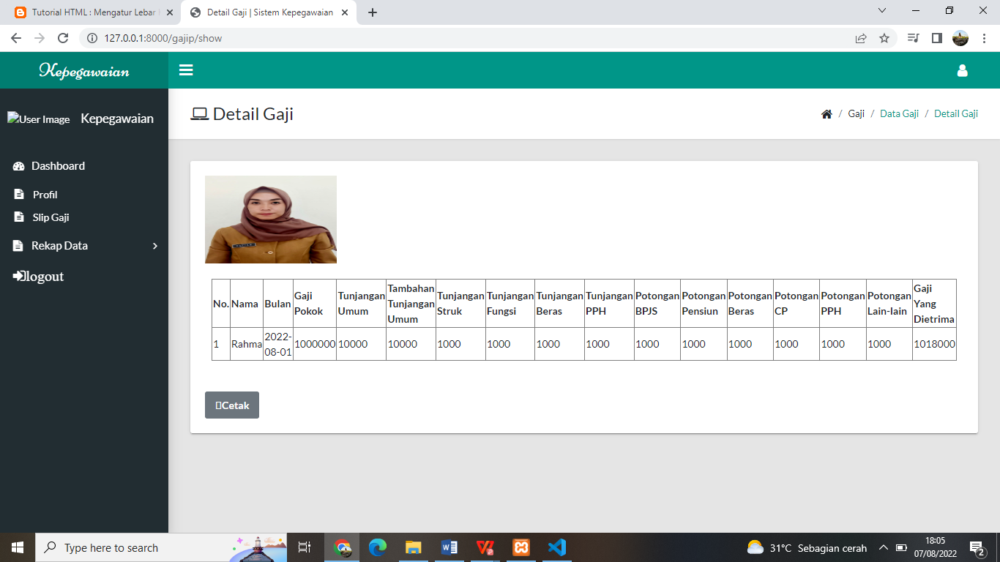 Tutorial HTML : Mengatur Lebar
Detail Gaji | Sistem Kepegawaian
127.0.0.1:8000/gajip/show
Kepegawaian
User Image
Kepegawaian
Dashboard
Profil
Slip Gaji
Rekap Data
logout
Detail Gaji
/ Gaji / Data Gaji / Detail Gaji
No. Nama Bulan Gaji Pokok Tunjangan Umum Tambahan Tunjangan Umum Tunjangan Struk Tunjangan Fungsi Tunjangan Beras Tunjangan PPH Potongan BPJS Potongan Pensiun Potongan Beras Potongan CP Potongan PPH Potongan Lain-lain Gaji Yang Dietrima
1 Rahma 2022-08-01 1000000 10000 10000 1000 1000 1000 1000 1000 1000 1000 1000 1000 1000 1018000
Cetak
Type here to search
31°C Sebagian cerah
18:05
07/08/2022
2